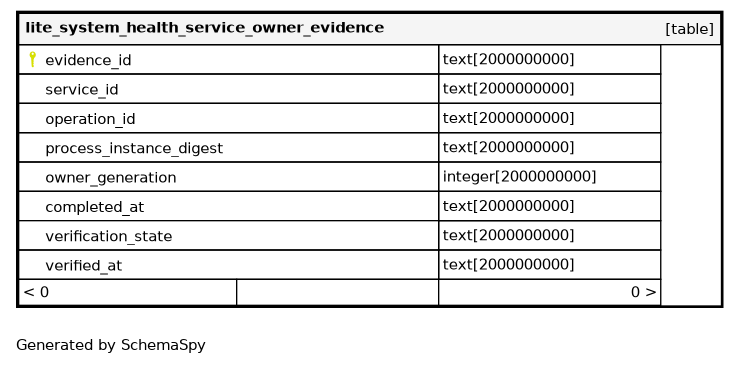 lite_system_health_service_owner_evidence [table]
evidence_id text[2000000000]
service_id text[2000000000]
operation_id text[2000000000]
process_instance_digest text[2000000000]
owner_generation integer[2000000000]
completed_at text[2000000000]
verification_state text[2000000000]
verified_at text[2000000000]
< 0 0 >
Generated by SchemaSpy